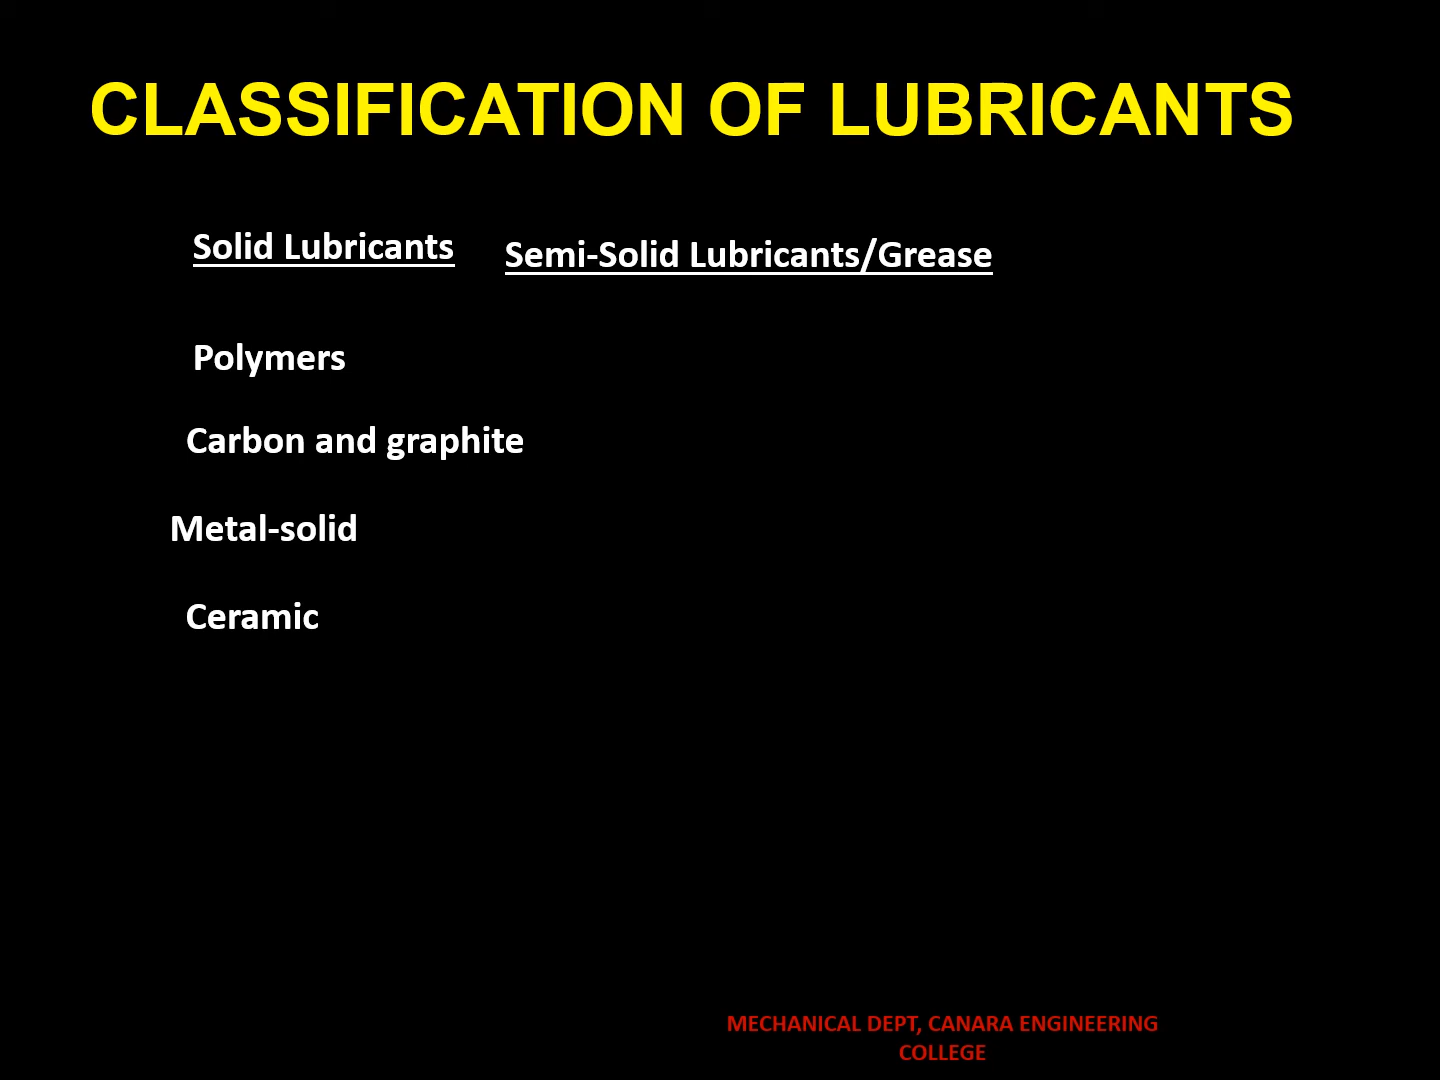 CLASSIFICATION OF LUBRICANTS
Solid Lubricants
Semi-Solid Lubricants/Grease
Polymers
Carbon and graphite
Metal-solid
Ceramic
MECHANICAL DEPT, CANARA ENGINEERING
COLLEGE